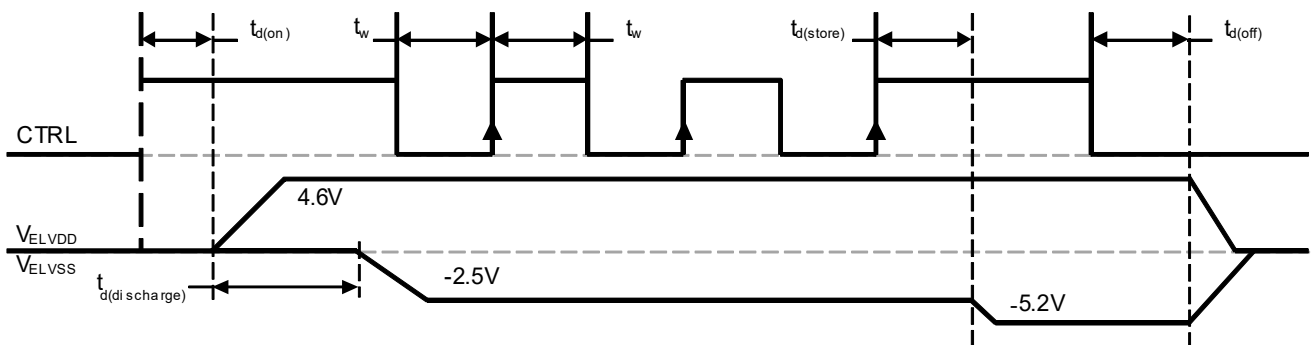 td(on) tw tw td(store) td(off)
CTRL
4.6V
VELVDD
VELVSS
td(discharge)
-2.5V
-5.2V